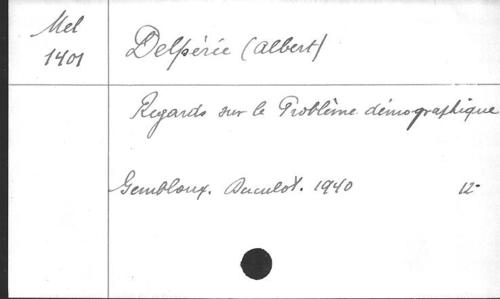 Mel
1401
Delpérée (Albert)
Regards sur le Problème démographique
Gembloux. Duculot. 1940 12-